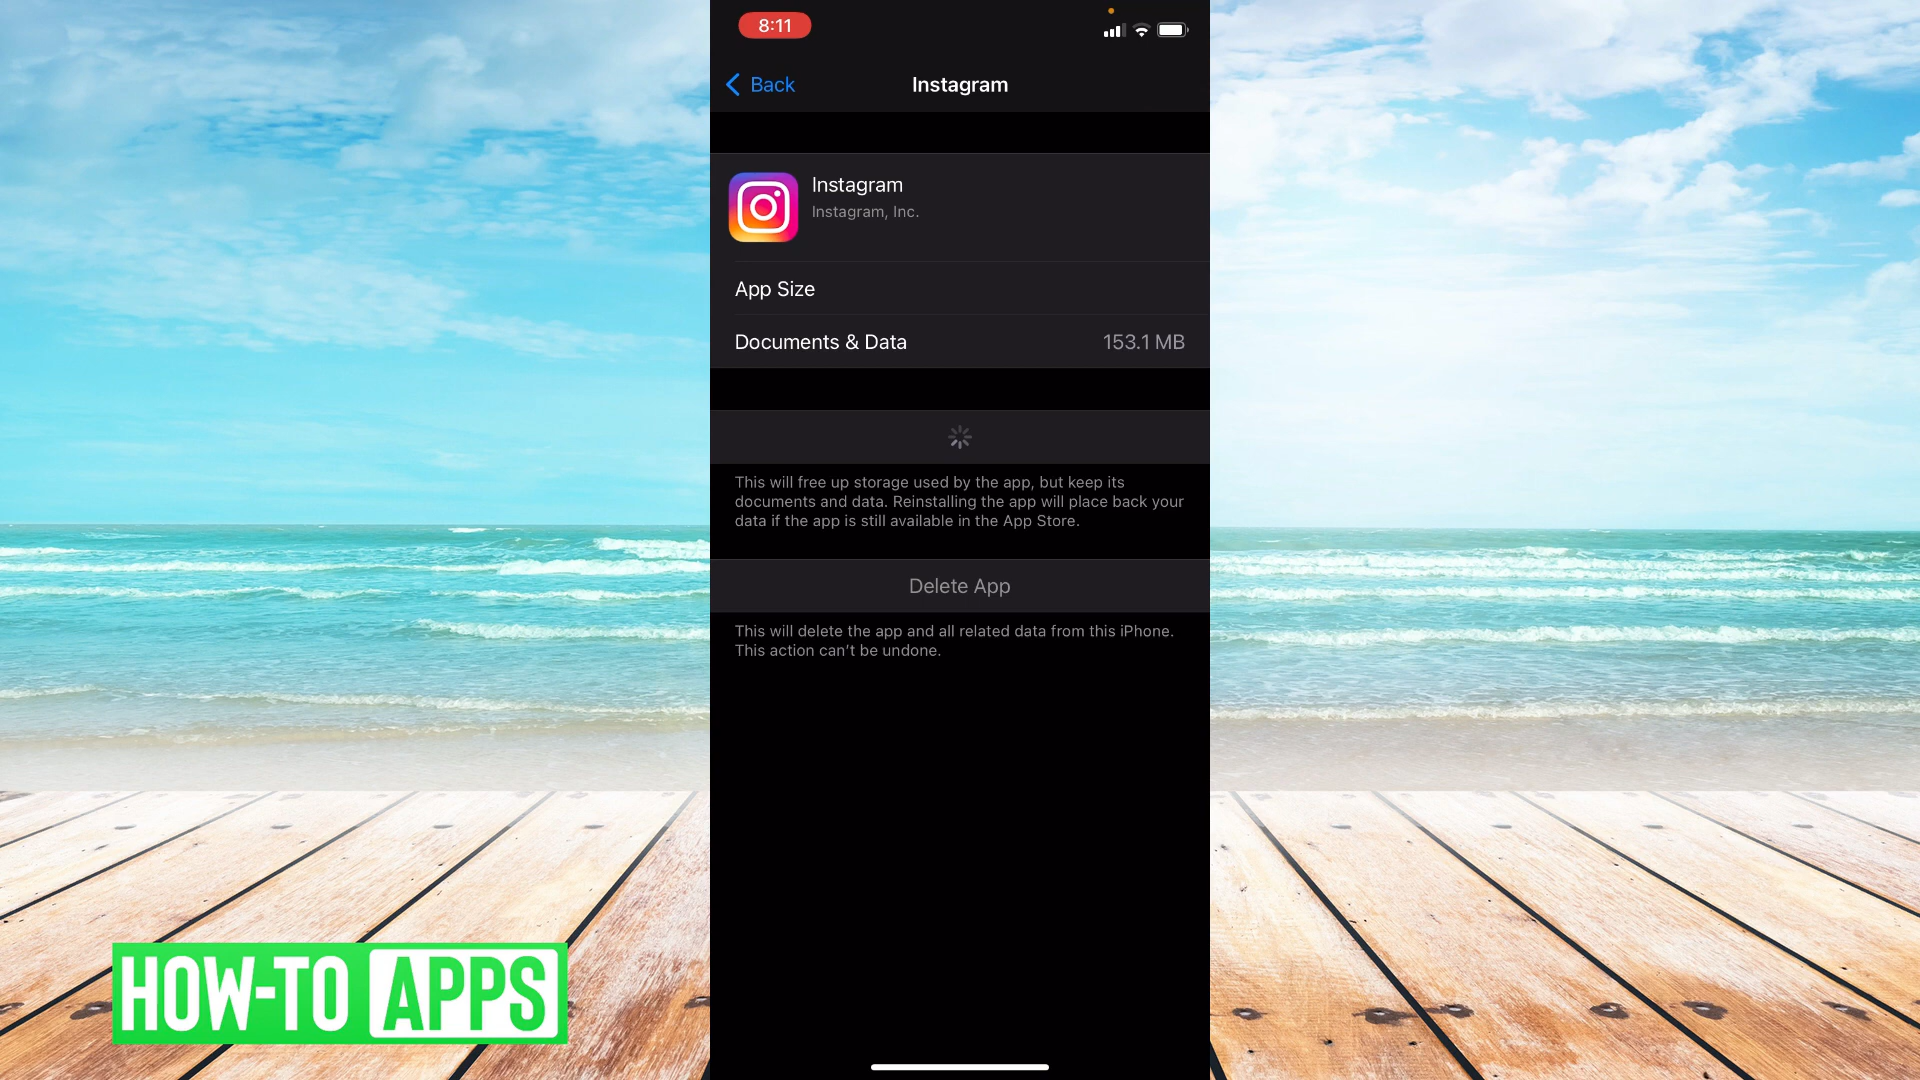 8:11
Back
Instagram
Instagram
Instagram, Inc.
App Size
Documents & Data 153.1 MB
This will free up storage used by the app, but keep its
documents and data. Reinstalling the app will place back your
data if the app is still available in the App Store.
Delete App
This will delete the app and all related data from this iPhone.
This action can't be undone.
HOW-TO APPS